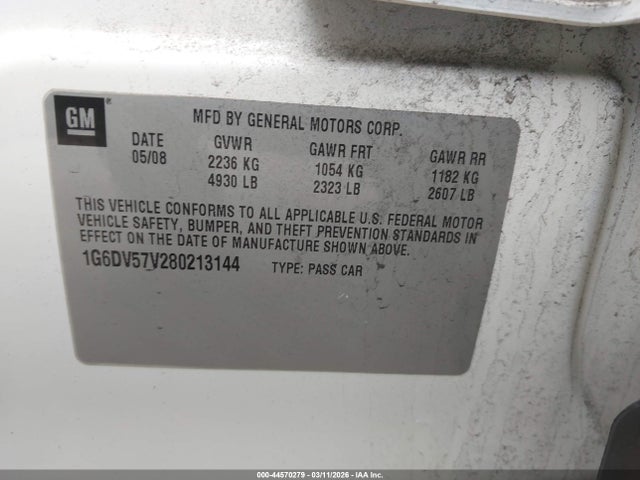 GM
MFD BY GENERAL MOTORS CORP.
DATE GVWR GAWR FRT GAWR RR
05/08 2236 KG 1054 KG 1182 KG
4930 LB 2323 LB 2607 LB
THIS VEHICLE CONFORMS TO ALL APPLICABLE U.S. FEDERAL MOTOR
VEHICLE SAFETY, BUMPER, AND THEFT PREVENTION STANDARDS IN
EFFECT ON THE DATE OF MANUFACTURE SHOWN ABOVE.
1G6DV57V280213144 TYPE: PASS CAR
000-44570279 - 03/11/2026 - IAA Inc.